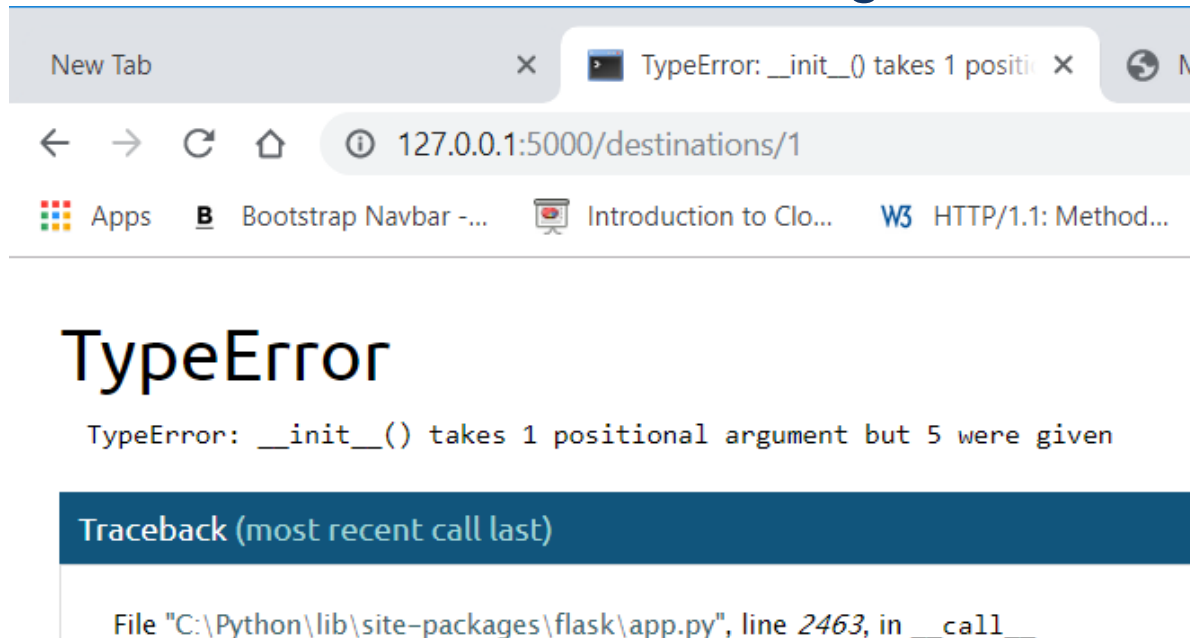 New Tab
TypeError: __init__() takes 1 positi
127.0.0.1:5000/destinations/1
Apps B Bootstrap Navbar -... Introduction to Clo... W3 HTTP/1.1: Method...
TypeError
TypeError: __init__() takes 1 positional argument but 5 were given
Traceback (most recent call last)
File "C:\Python\lib\site-packages\flask\app.py", line 2463, in __call__